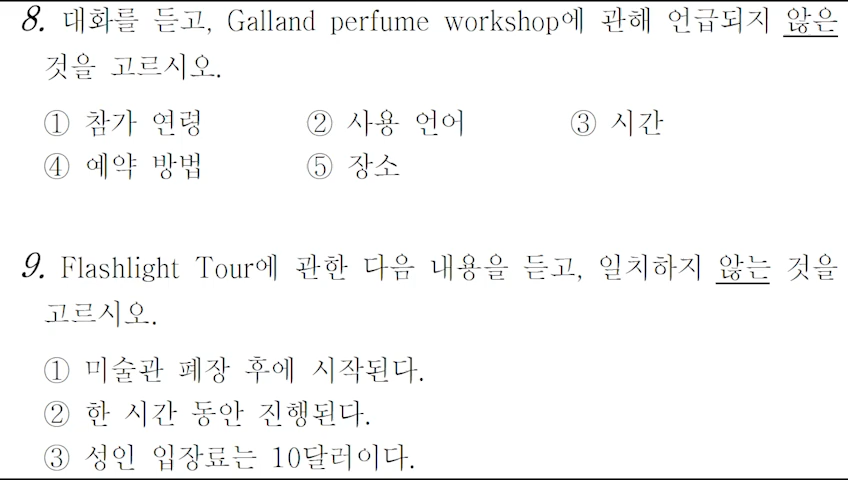 8. 대화를 듣고, Galland perfume workshop에 관해 언급되지 않은
것을 고르시오.
① 참가 연령 ② 사용 언어 ③ 시간
④ 예약 방법 ⑤ 장소
9. Flashlight Tour에 관한 다음 내용을 듣고, 일치하지 않는 것을
고르시오.
① 미술관 폐장 후에 시작된다.
② 한 시간 동안 진행된다.
③ 성인 입장료는 10달러이다.